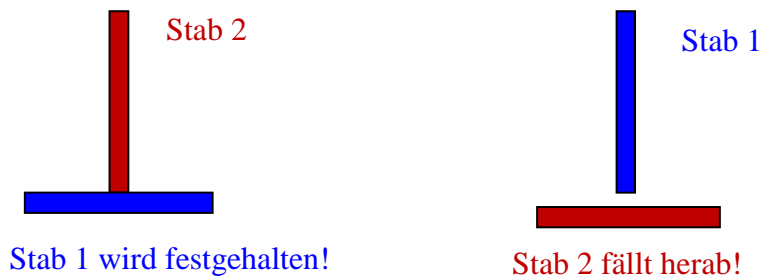 Stab 2
Stab 1
Stab 1 wird festgehalten!
Stab 2 fällt herab!